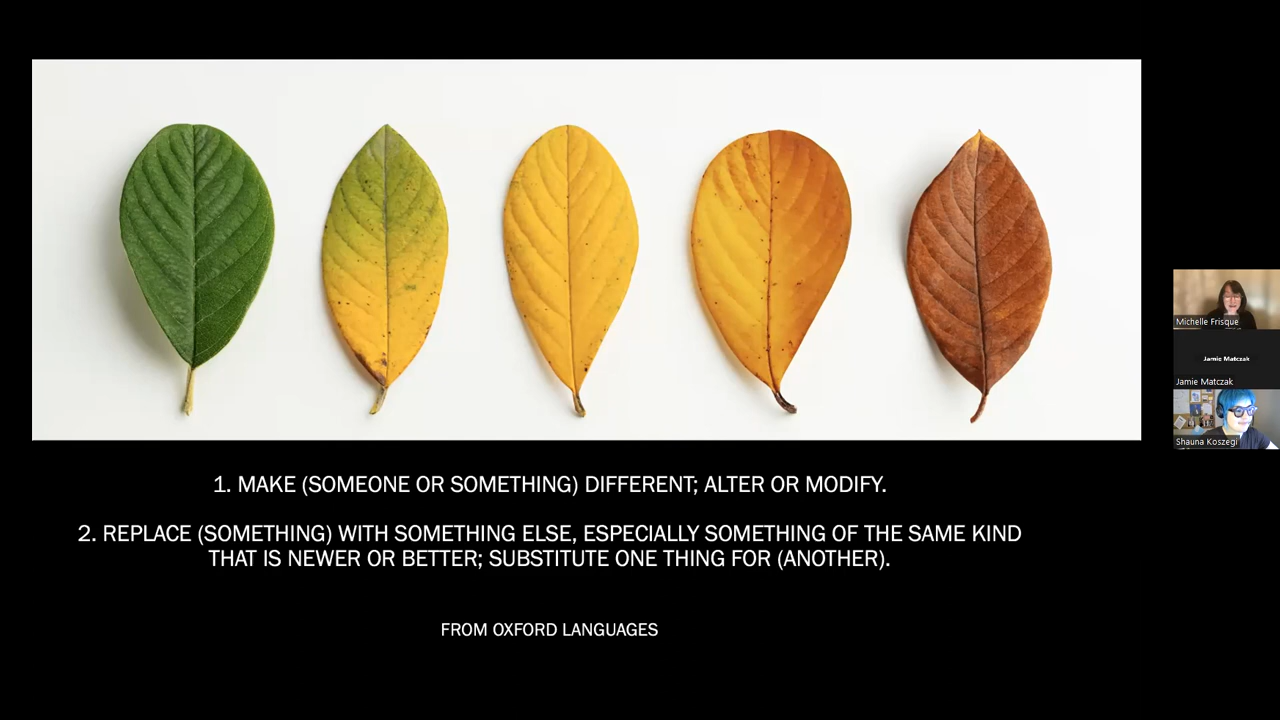 1. MAKE (SOMEONE OR SOMETHING) DIFFERENT; ALTER OR MODIFY.
2. REPLACE (SOMETHING) WITH SOMETHING ELSE, ESPECIALLY SOMETHING OF THE SAME KIND
THAT IS NEWER OR BETTER; SUBSTITUTE ONE THING FOR (ANOTHER).
FROM OXFORD LANGUAGES
Michelle Frisque
Jamie Matczak
Jamie Matczak
Shauna Koszegi